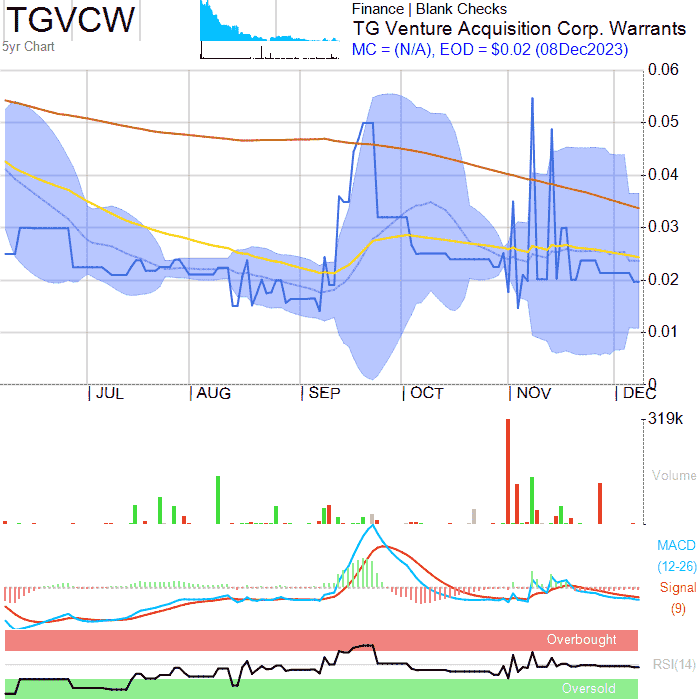 TGVCW
5yr Chart
Finance | Blank Checks
TG Venture Acquisition Corp. Warrants
MC = (N/A), EOD = $0.02 (08Dec2023)
0.06
0.05
0.04
0.03
0.02
0.01
0
JUL AUG SEP OCT NOV DEC
319k
Volume
MACD
(12-26)
Signal
(9)
Overbought
RSI(14)
Oversold